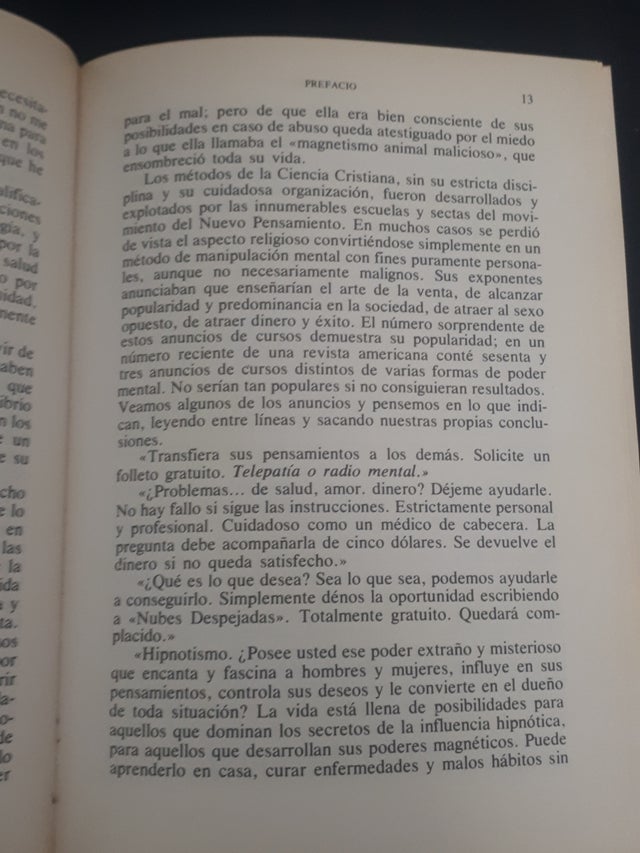 PREFACIO
13
para el mal; pero de que ella era bien consciente de sus
posibilidades en caso de abuso queda atestiguado por el miedo
a lo que ella llamaba el «magnetismo animal malicioso», que
ensombreció toda su vida.
Los métodos de la Ciencia Cristiana, sin su estricta disci-
plina y su cuidadosa organización, fueron desarrollados y
explotados por las innumerables escuelas y sectas del movi-
miento del Nuevo Pensamiento. En muchos casos se perdió
de vista el aspecto religioso convirtiéndose simplemente en un
método de manipulación mental con fines puramente persona-
les, aunque no necesariamente malignos. Sus exponentes
anunciaban que enseñarían el arte de la venta, de alcanzar
popularidad y predominancia en la sociedad, de atraer al sexo
opuesto, de atraer dinero y éxito. El número sorprendente de
estos anuncios de cursos demuestra su popularidad; en un
número reciente de una revista americana conté sesenta y
tres anuncios de cursos distintos de varias formas de poder
mental. No serían tan populares si no consiguieran resultados.
Veamos algunos de los anuncios y pensemos en lo que indi-
can, leyendo entre líneas y sacando nuestras propias conclu-
siones.
«Transfiera sus pensamientos a los demás. Solicite un
folleto gratuito. Telepatía o radio mental.»
«¿Problemas... de salud, amor. dinero? Déjeme ayudarle.
No hay fallo si sigue las instrucciones. Estrictamente personal
y profesional. Cuidadoso como un médico de cabecera. La
pregunta debe acompañarla de cinco dólares. Se devuelve el
dinero si no queda satisfecho.»
«¿Qué es lo que desea? Sea lo que sea, podemos ayudarle
a conseguirlo. Simplemente dénos la oportunidad escribiendo
a «Nubes Despejadas». Totalmente gratuito. Quedará com-
placido.»
«Hipnotismo. ¿Posee usted ese poder extraño y misterioso
que encanta y fascina a hombres y mujeres, influye en sus
pensamientos, controla sus deseos y le convierte en el dueño
de toda situación? La vida está llena de posibilidades para
aquellos que dominan los secretos de la influencia hipnótica,
para aquellos que desarrollan sus poderes magnéticos. Puede
aprenderlo en casa, curar enfermedades y malos hábitos sin